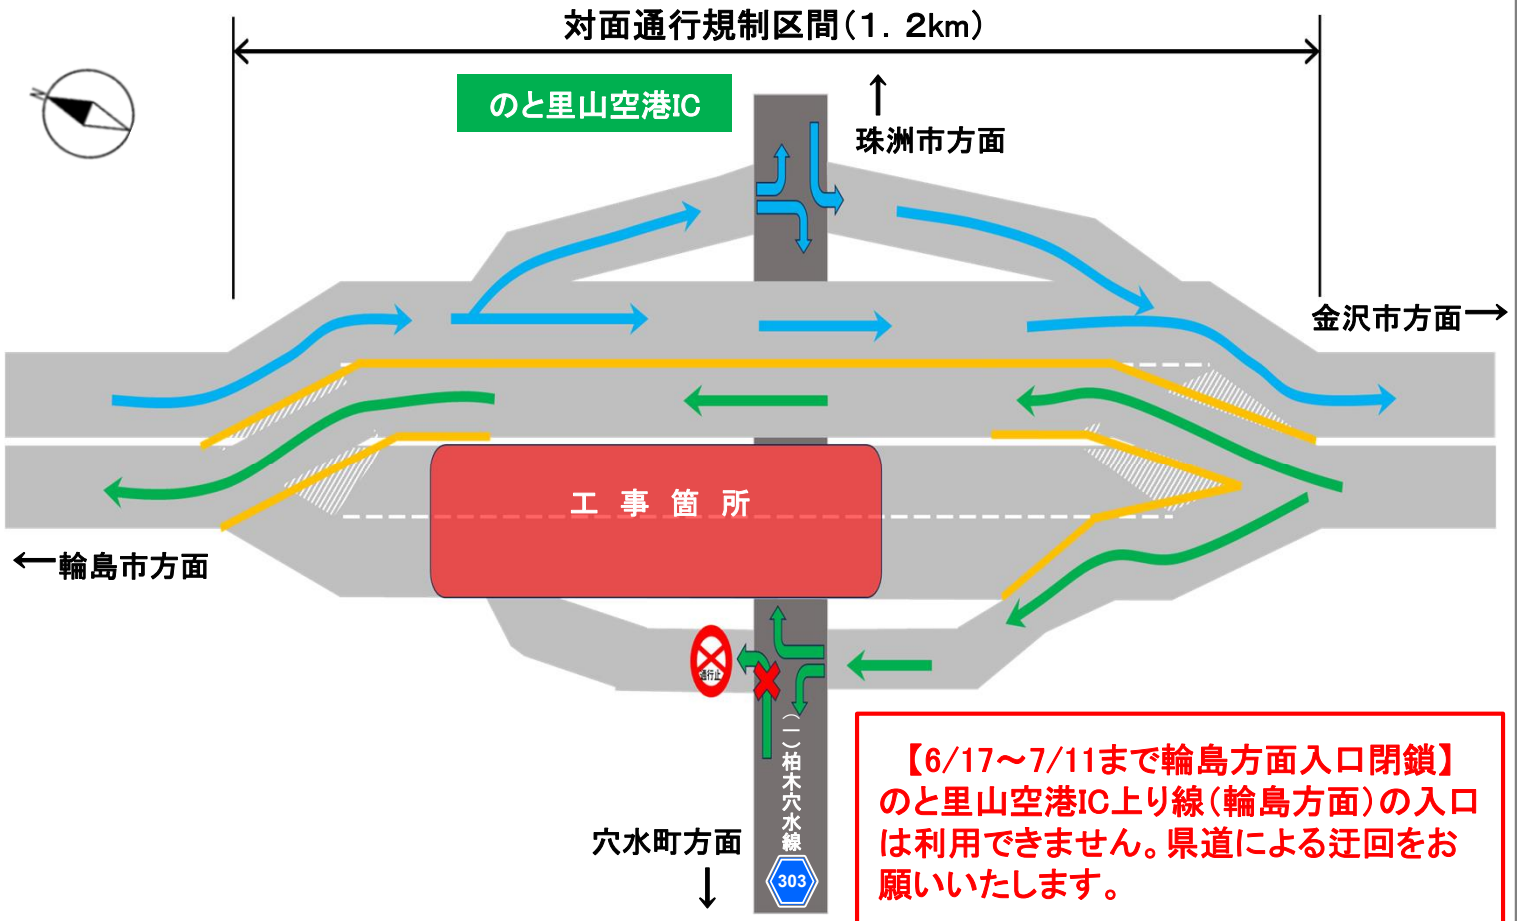 対面通行規制区間（1．2km）
N
のと里山空港IC
↑
珠洲市方面
金沢市方面→
工事箇所
←輪島市方面
通行止
（一）柏木穴水線
303
穴水町方面
↓
【6/17～7/11まで輪島方面入口閉鎖】
のと里山空港IC上り線（輪島方面）の入口
は利用できません。県道による迂回をお
願いいたします。